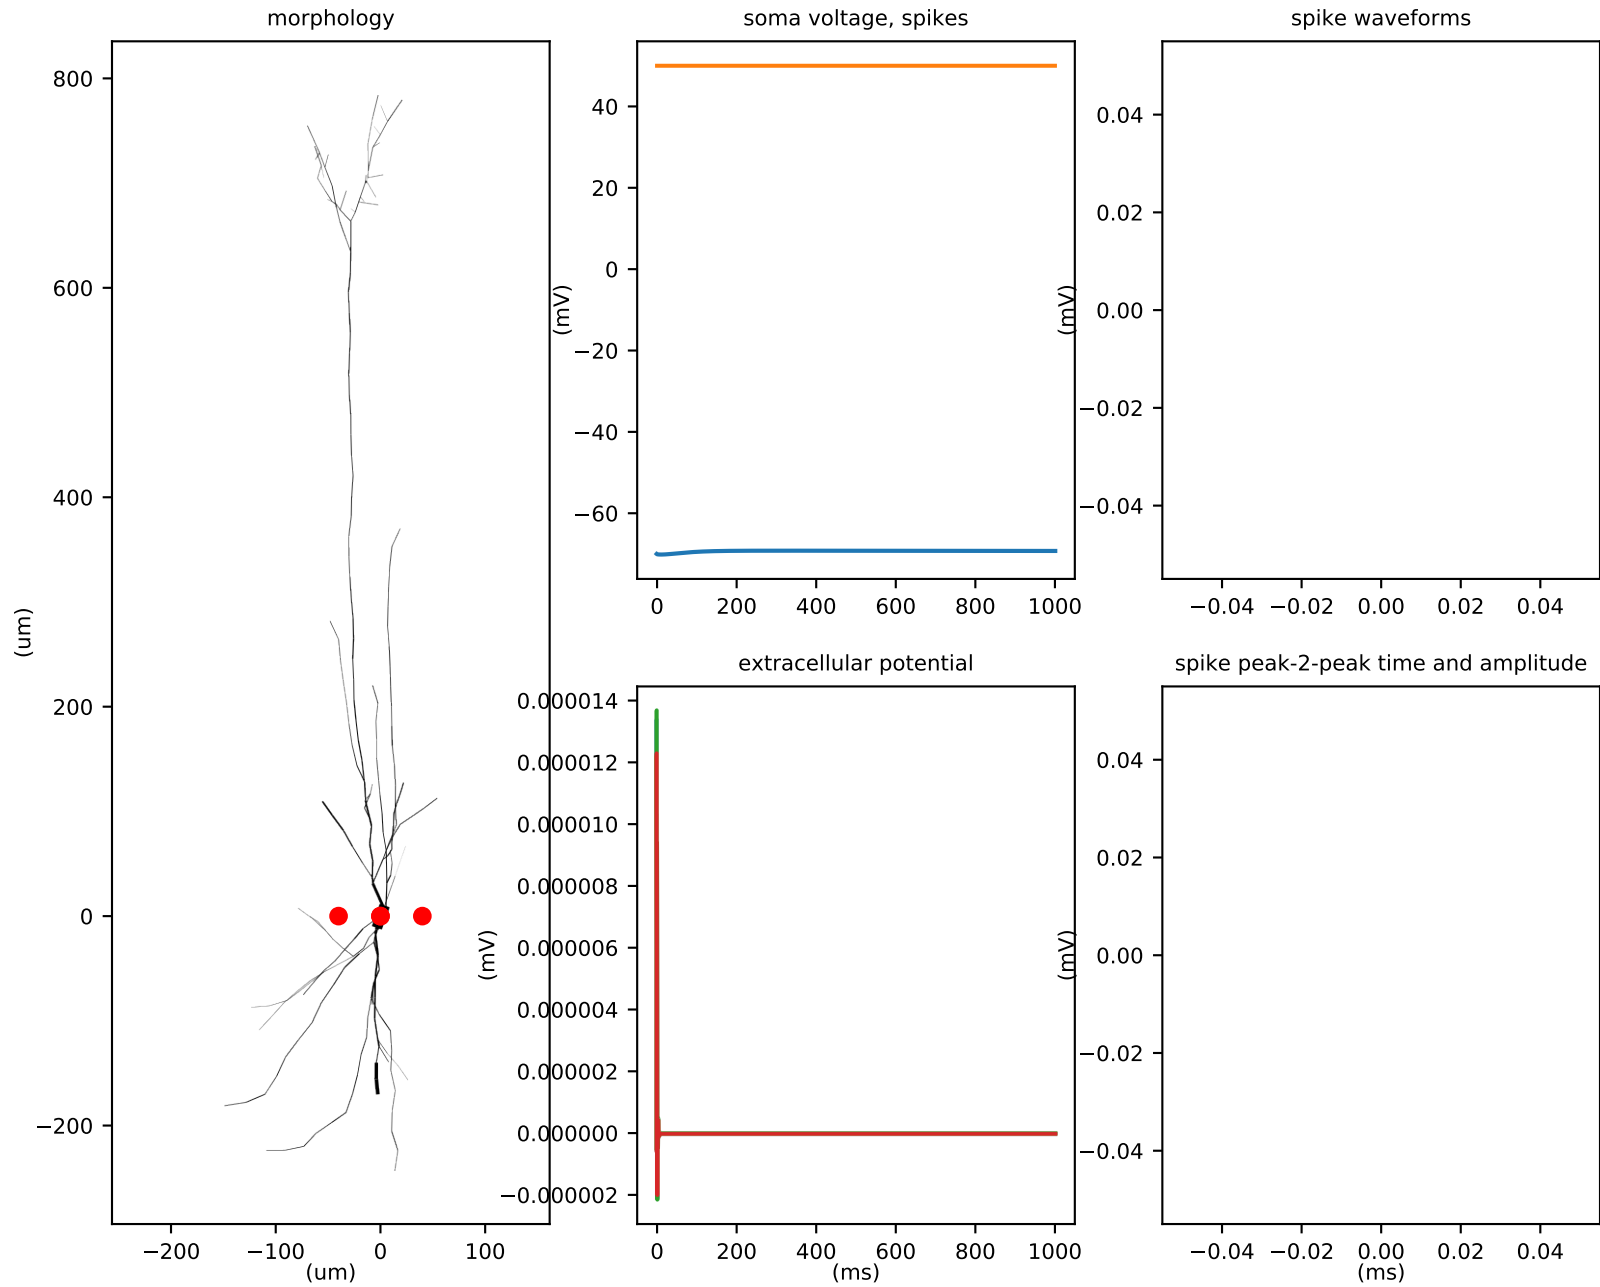 morphology
800
600
400
200
0
−200
(um)
−200 −100 0 100
(um)
soma voltage, spikes
40
20
0
−20
−40
−60
(mV)
0 200 400 600 800 1000
spike waveforms
0.04
0.02
0.00
−0.02
−0.04
(mV)
−0.04 −0.02 0.00 0.02 0.04
extracellular potential
0.000014
0.000012
0.000010
0.000008
0.000006
0.000004
0.000002
0.000000
−0.000002
(mV)
0 200 400 600 800 1000
(ms)
spike peak-2-peak time and amplitude
0.04
0.02
0.00
−0.02
−0.04
(mV)
−0.04 −0.02 0.00 0.02 0.04
(ms)